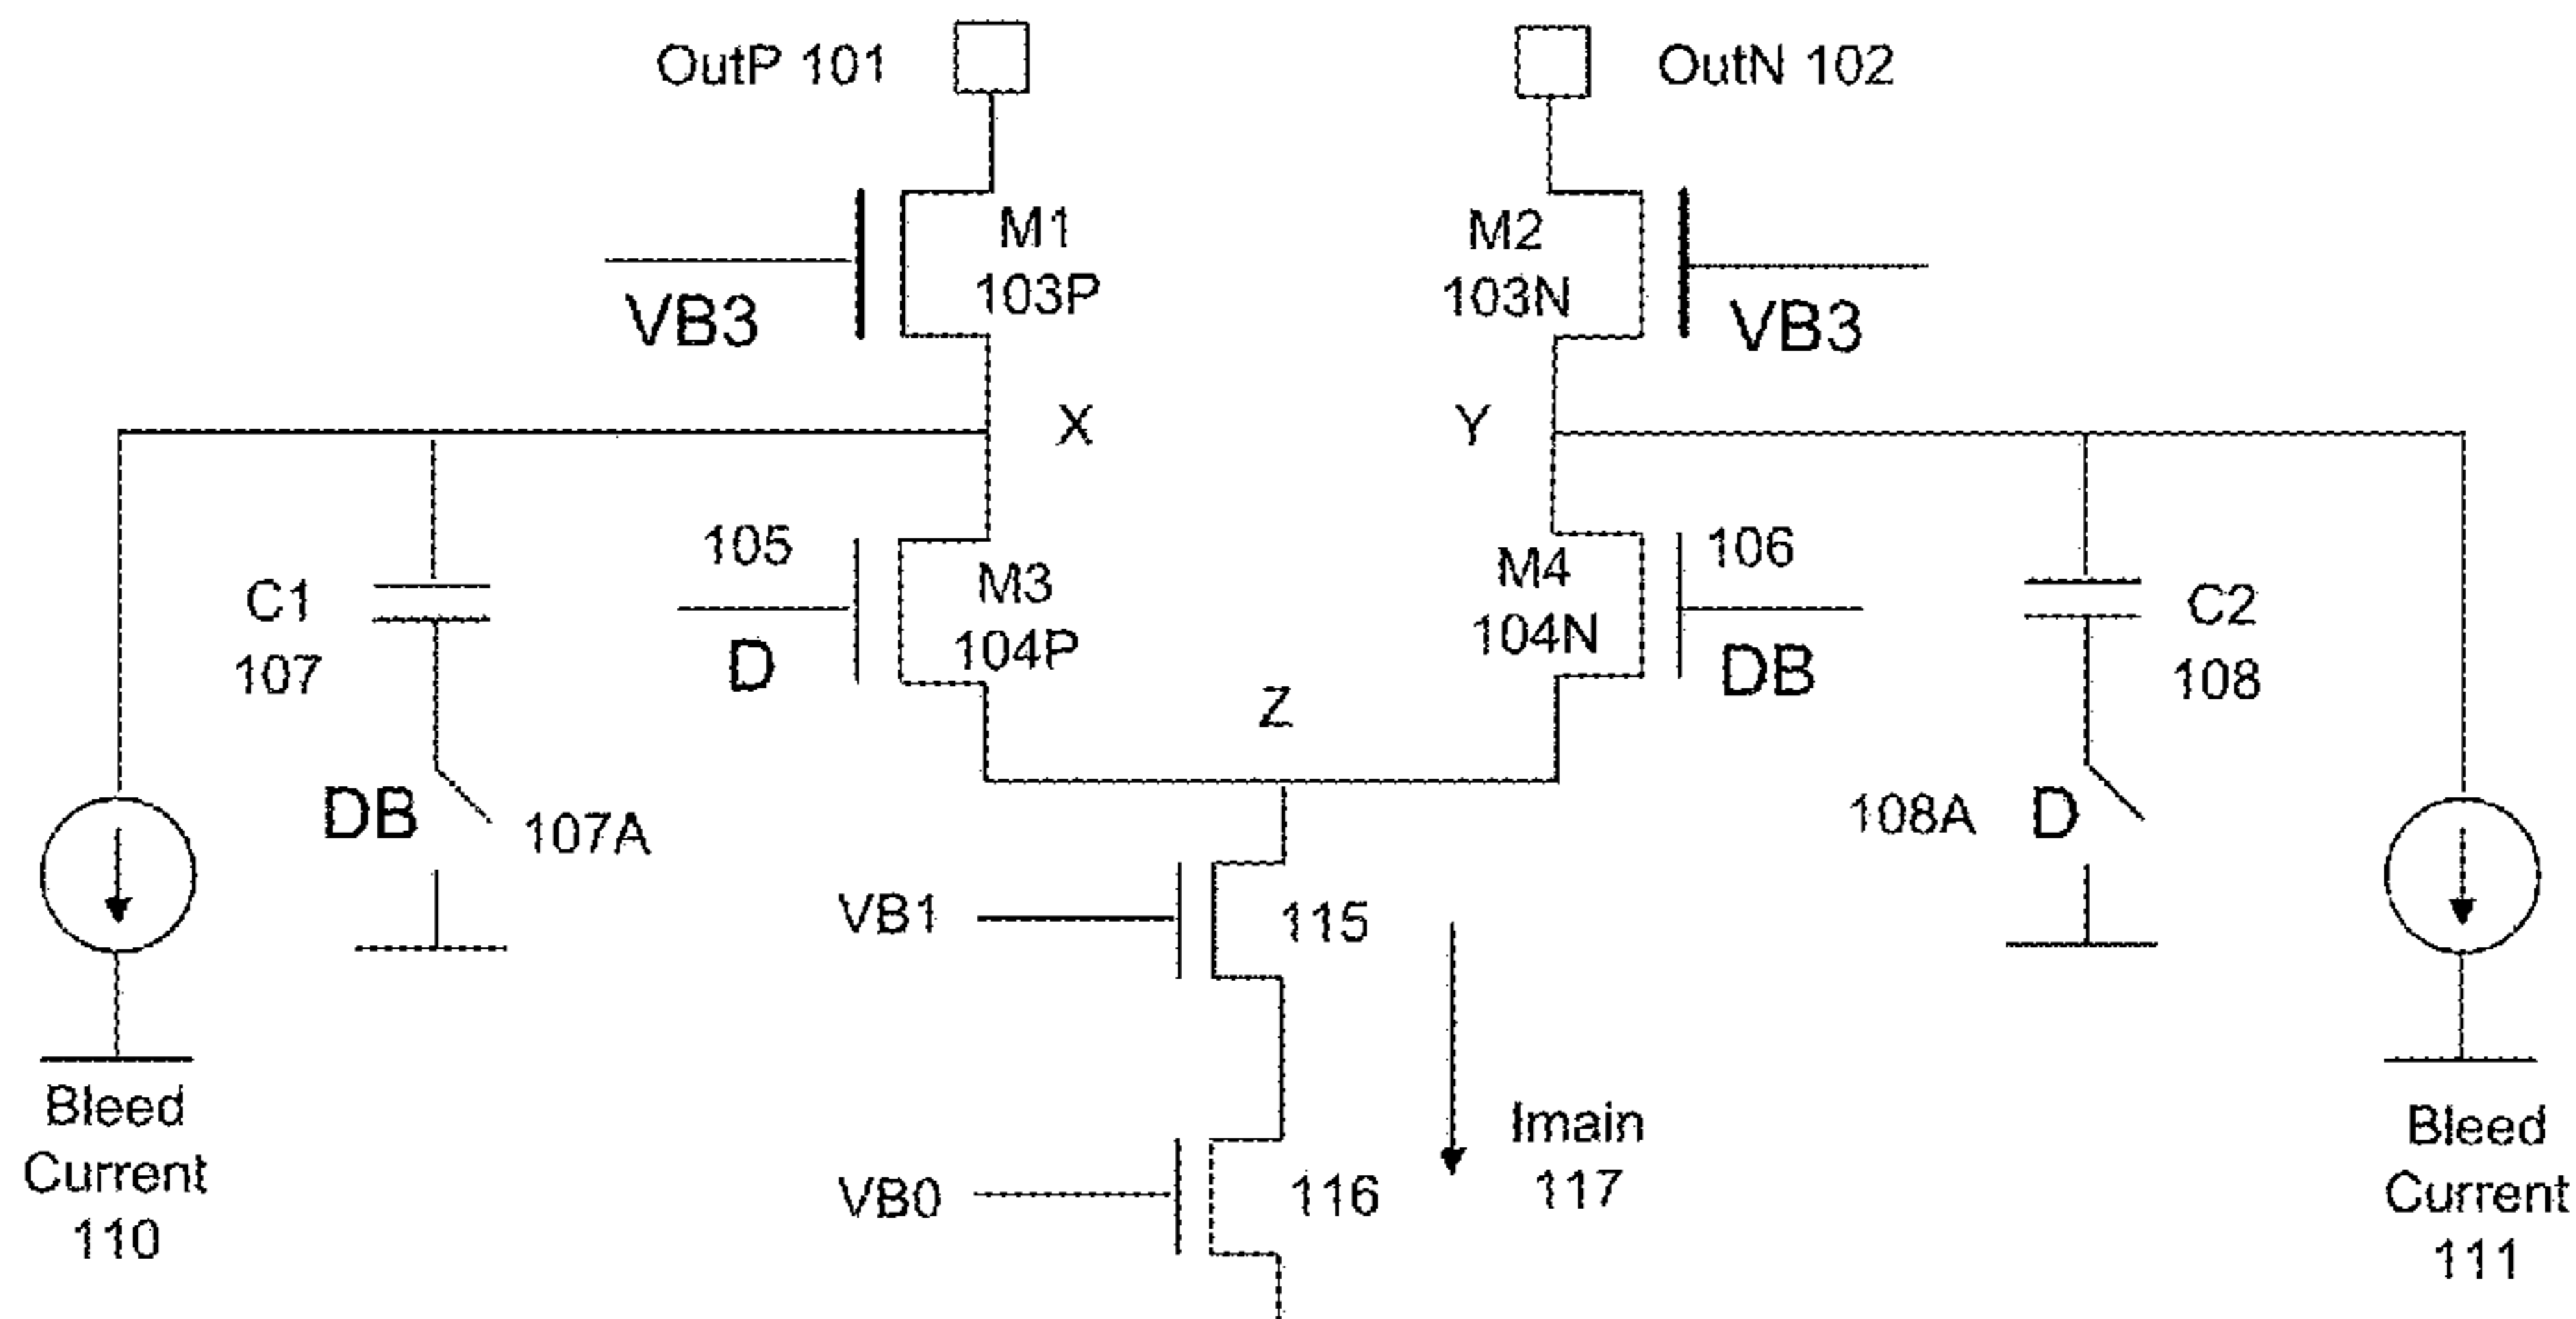 OutP 101
OutN 102
M1
103P
VB3
M2
103N
VB3
X
Y
105
D
M3
104P
M4
104N
106
DB
C1
107
C2
108
Z
DB
107A
108A
D
VB1
115
Bleed
Current
110
VB0
116
Imain
117
Bleed
Current
111